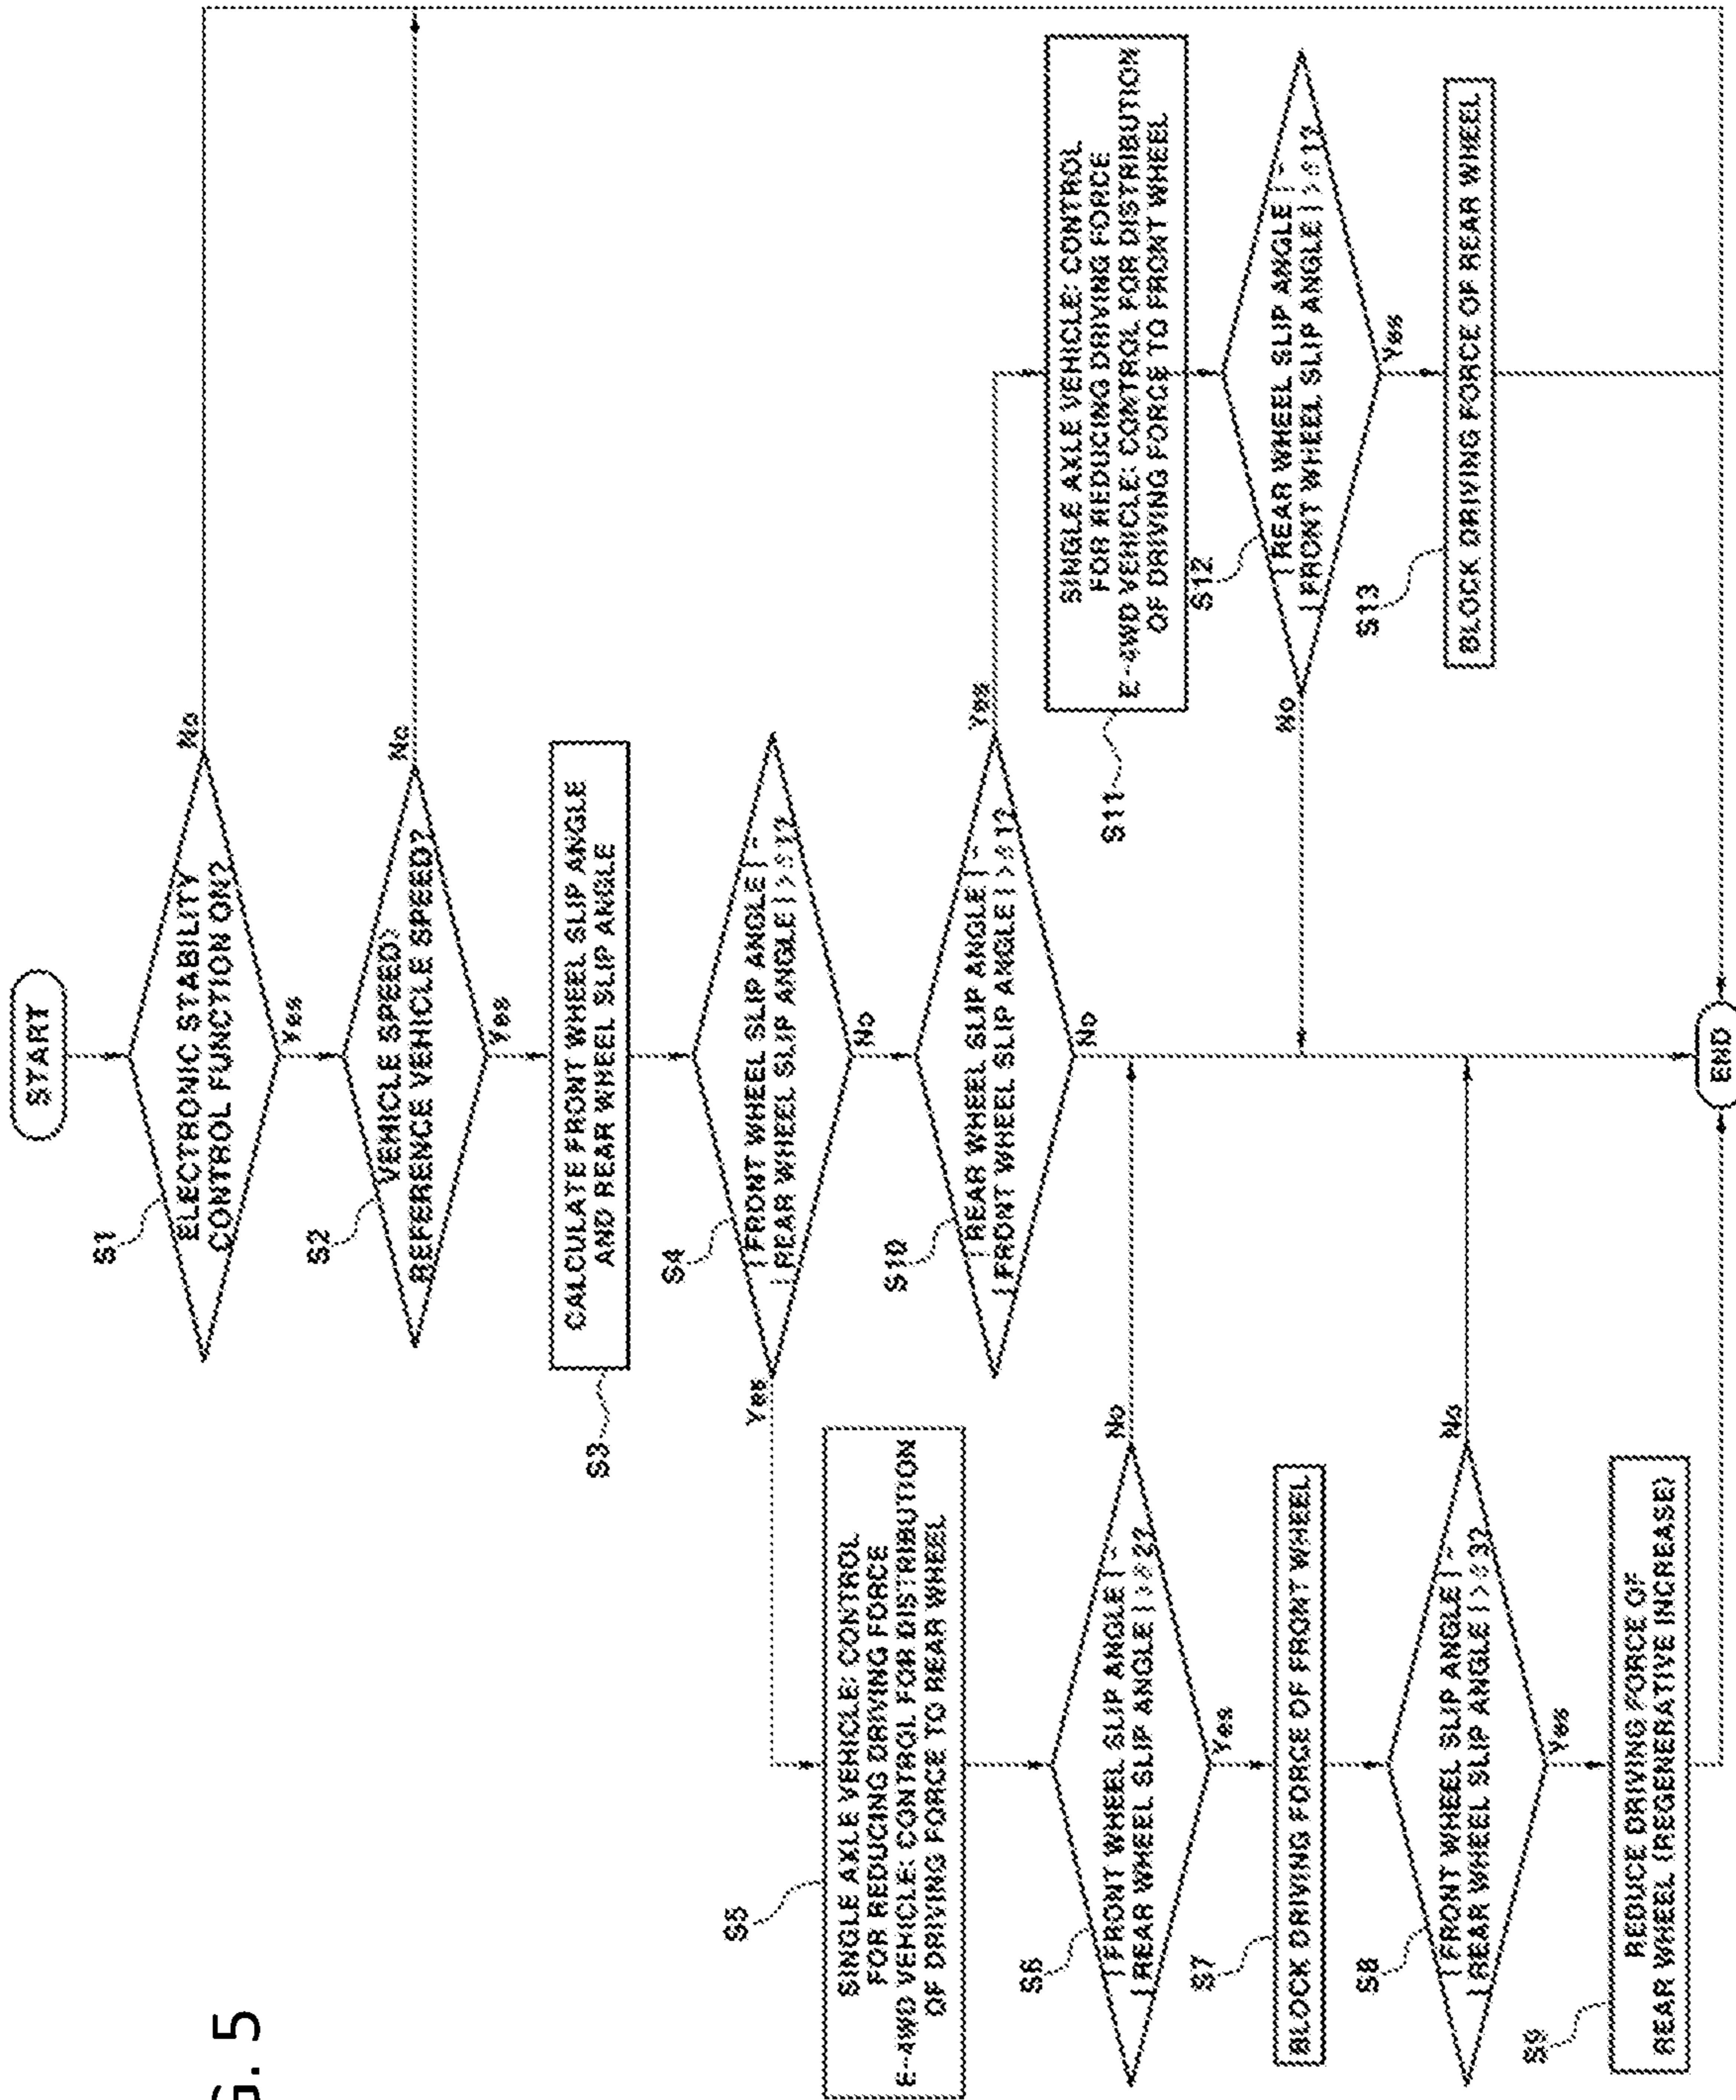 G. 5
START
S1
ELECTRONIC STABILITY
CONTROL FUNCTION ON?
No
Yes
S2
VEHICLE SPEED>
REFERENCE VEHICLE SPEED?
No
Yes
S3
CALCULATE FRONT WHEEL SLIP ANGLE
AND REAR WHEEL SLIP ANGLE
S4
| FRONT WHEEL SLIP ANGLE | -
| REAR WHEEL SLIP ANGLE | >
Yes
No
S5
SINGLE AXLE VEHICLE: CONTROL
FOR REDUCING DRIVING FORCE
E-4WD VEHICLE: CONTROL FOR DISTRIBUTION
OF DRIVING FORCE TO REAR WHEEL
S6
| FRONT WHEEL SLIP ANGLE | -
| REAR WHEEL SLIP ANGLE | >
No
Yes
S7
BLOCK DRIVING FORCE OF FRONT WHEEL
S8
| FRONT WHEEL SLIP ANGLE | -
| REAR WHEEL SLIP ANGLE | >
No
Yes
S9
REDUCE DRIVING FORCE OF
REAR WHEEL (REGENERATIVE INCREASE)
S10
| REAR WHEEL SLIP ANGLE | -
| FRONT WHEEL SLIP ANGLE | >
Yes
No
S11
SINGLE AXLE VEHICLE: CONTROL
FOR REDUCING DRIVING FORCE
E-4WD VEHICLE: CONTROL FOR DISTRIBUTION
OF DRIVING FORCE TO FRONT WHEEL
S12
| REAR WHEEL SLIP ANGLE | -
| FRONT WHEEL SLIP ANGLE | >
No
Yes
S13
BLOCK DRIVING FORCE OF REAR WHEEL
END